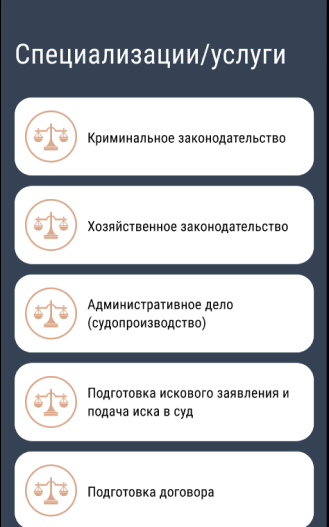 Специализации/услуги
Криминальное законодательство
Хозяйственное законодательство
Административное дело
(судопроизводство)
Подготовка искового заявления и
подача иска в суд
Подготовка договора